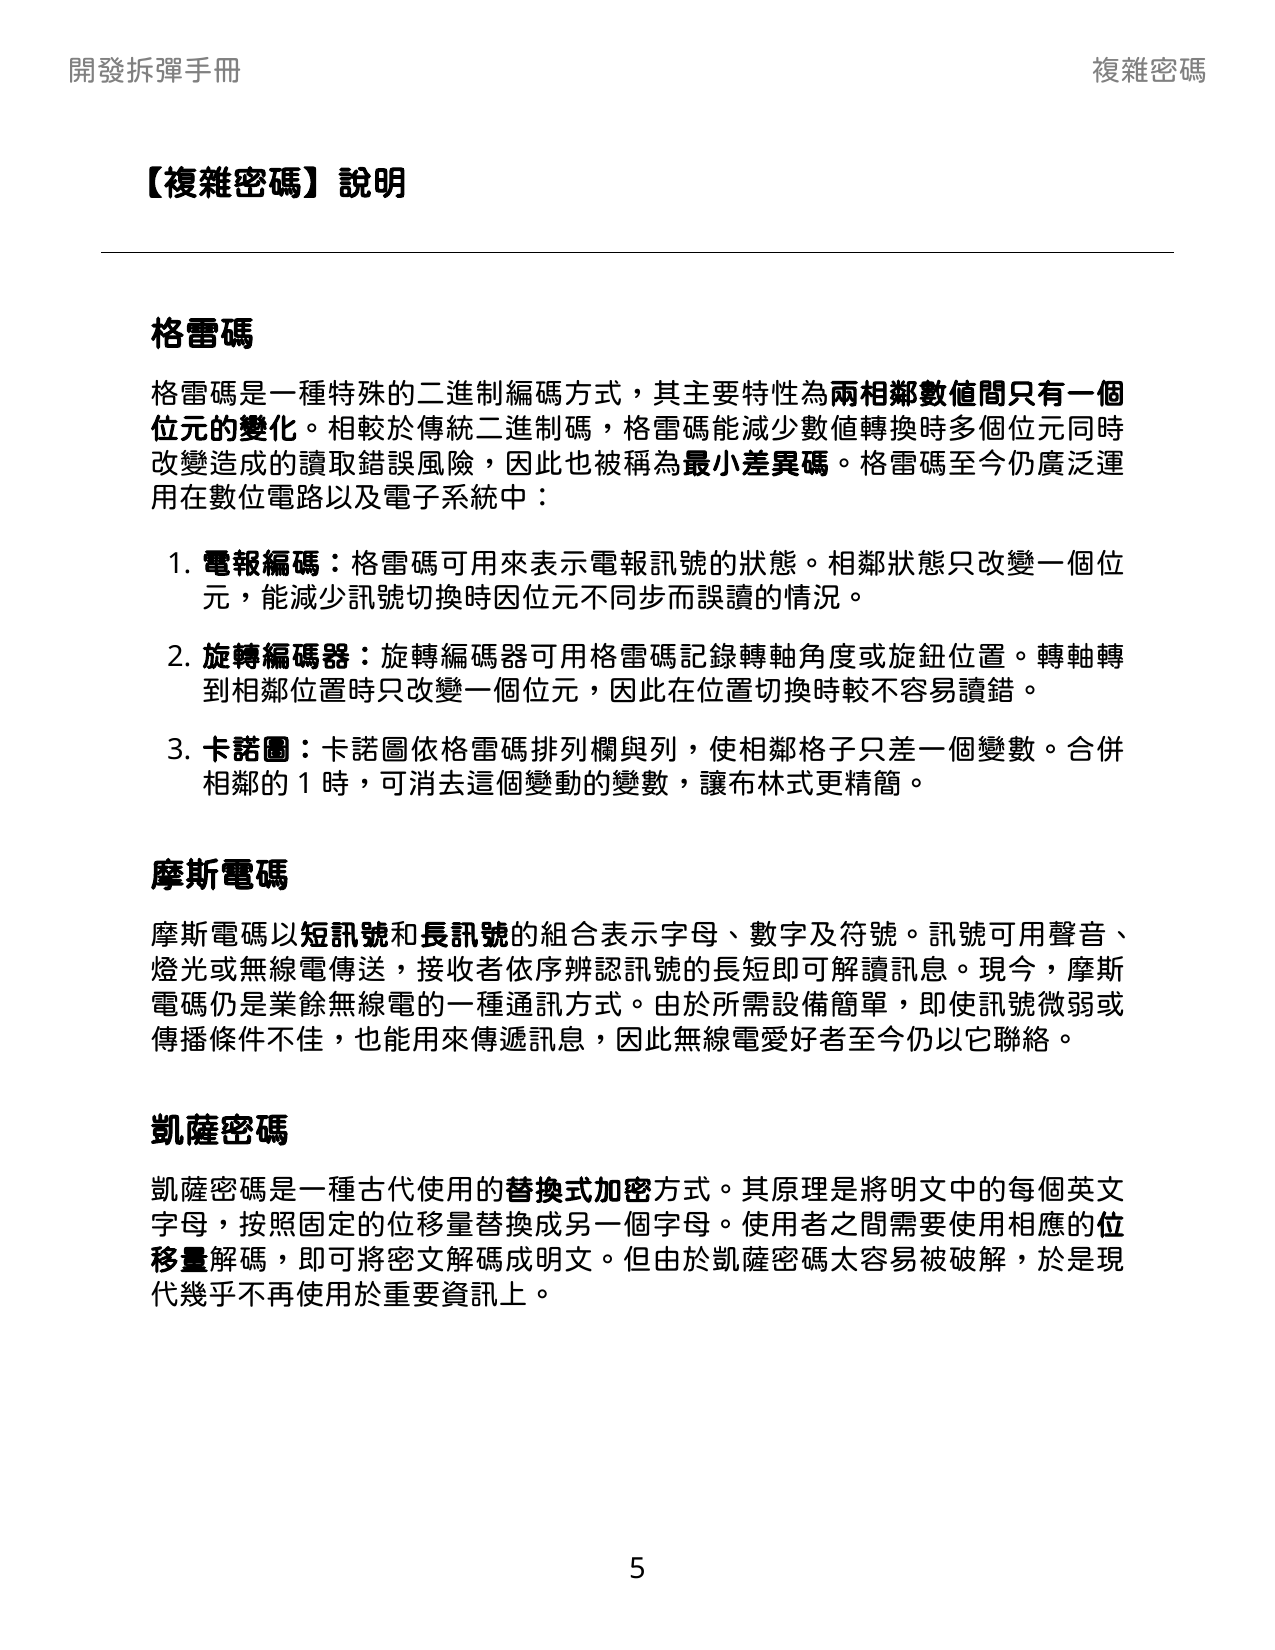 開發拆彈手冊
複雜密碼
【複雜密碼】說明
格雷碼
格雷碼是一種特殊的二進制編碼方式，其主要特性為兩相鄰數值間只有一個
位元的變化。相較於傳統二進制碼，格雷碼能減少數值轉換時多個位元同時
改變造成的讀取錯誤風險，因此也被稱為最小差異碼。格雷碼至今仍廣泛運
用在數位電路以及電子系統中：
1. 電報編碼：格雷碼可用來表示電報訊號的狀態。相鄰狀態只改變一個位
元，能減少訊號切換時因位元不同步而誤讀的情況。
2. 旋轉編碼器：旋轉編碼器可用格雷碼記錄轉軸角度或旋鈕位置。轉軸轉
到相鄰位置時只改變一個位元，因此在位置切換時較不容易讀錯。
3. 卡諾圖：卡諾圖依格雷碼排列欄與列，使相鄰格子只差一個變數。合併
相鄰的 1 時，可消去這個變動的變數，讓布林式更精簡。
摩斯電碼
摩斯電碼以短訊號和長訊號的組合表示字母、數字及符號。訊號可用聲音、
燈光或無線電傳送，接收者依序辨認訊號的長短即可解讀訊息。現今，摩斯
電碼仍是業餘無線電的一種通訊方式。由於所需設備簡單，即使訊號微弱或
傳播條件不佳，也能用來傳遞訊息，因此無線電愛好者至今仍以它聯絡。
凱薩密碼
凱薩密碼是一種古代使用的替換式加密方式。其原理是將明文中的每個英文
字母，按照固定的位移量替換成另一個字母。使用者之間需要使用相應的位
移量解碼，即可將密文解碼成明文。但由於凱薩密碼太容易被破解，於是現
代幾乎不再使用於重要資訊上。
5